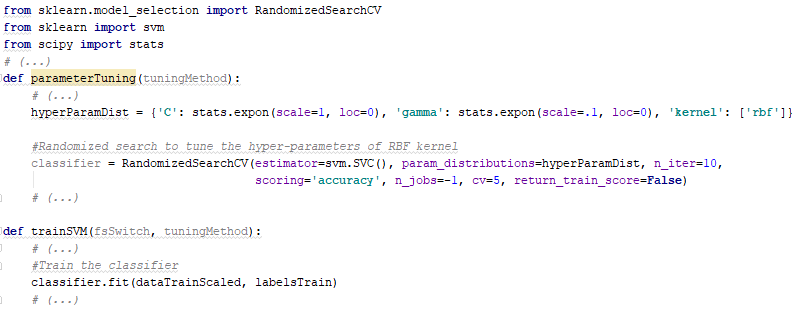 from sklearn.model_selection import RandomizedSearchCV
from sklearn import svm
from scipy import stats
# (...)
def parameterTuning(tuningMethod):
    # (...)
    hyperParamDist = {'C': stats.expon(scale=1, loc=0), 'gamma': stats.expon(scale=.1, loc=0), 'kernel': ['rbf']}
    #Randomized search to tune the hyper-parameters of RBF kernel
    classifier = RandomizedSearchCV(estimator=svm.SVC(), param_distributions=hyperParamDist, n_iter=10,
                                    scoring='accuracy', n_jobs=-1, cv=5, return_train_score=False)
    # (...)
def trainSVM(fsSwitch, tuningMethod):
    # (...)
    #Train the classifier
    classifier.fit(dataTrainScaled, labelsTrain)
    # (...)